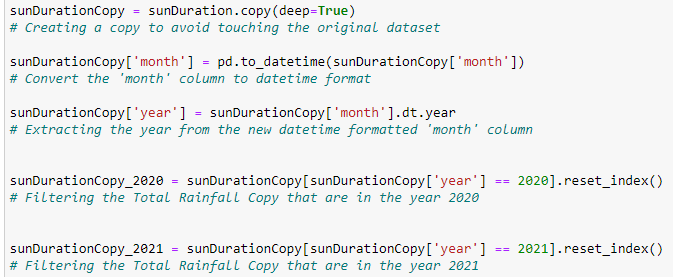 sunDurationCopy = sunDuration.copy(deep=True)
# Creating a copy to avoid touching the original dataset
sunDurationCopy['month'] = pd.to_datetime(sunDurationCopy['month'])
# Convert the 'month' column to datetime format
sunDurationCopy['year'] = sunDurationCopy['month'].dt.year
# Extracting the year from the new datetime formatted 'month' column
sunDurationCopy_2020 = sunDurationCopy[sunDurationCopy['year'] == 2020].reset_index()
# Filtering the Total Rainfall Copy that are in the year 2020
sunDurationCopy_2021 = sunDurationCopy[sunDurationCopy['year'] == 2021].reset_index()
# Filtering the Total Rainfall Copy that are in the year 2021